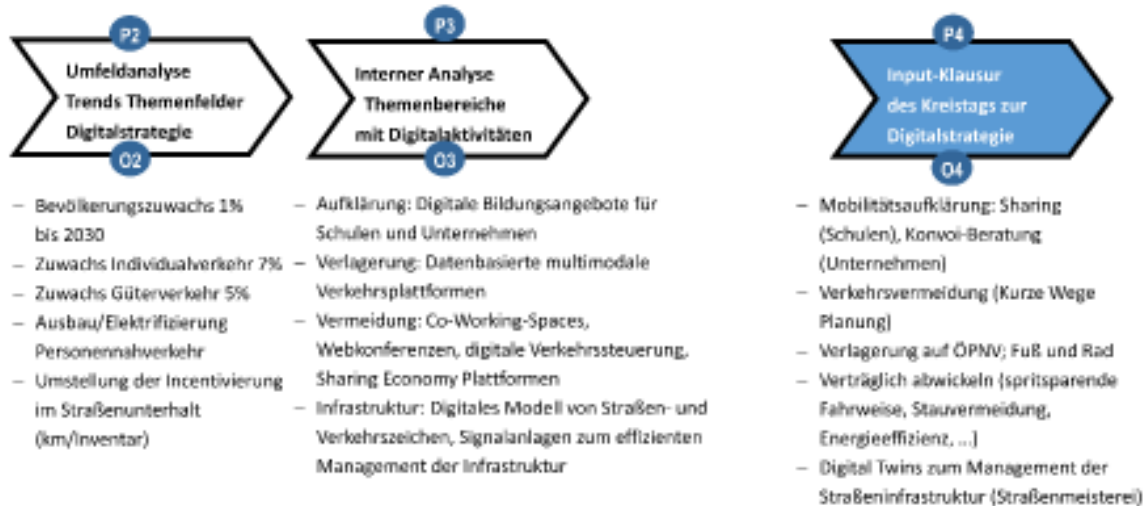 P2
Umfeldanalyse
Trends Themenfelder
Digitalstrategie
O2
– Bevölkerungszuwachs 1%
bis 2030
– Zuwachs Individualverkehr 7%
– Zuwachs Güterverkehr 5%
– Ausbau/Elektrifizierung
Personennahverkehr
– Umstellung der Incentivierung
im Straßenunterhalt
(km/Inventar)
P3
Interner Analyse
Themenbereiche
mit Digitalaktivitäten
O3
– Aufklärung: Digitale Bildungsangebote für
Schulen und Unternehmen
– Verlagerung: Datenbasierte multimodale
Verkehrsplattformen
– Vermeidung: Co-Working-Spaces,
Webkonferenzen, digitale Verkehrssteuerung,
Sharing Economy Plattformen
– Infrastruktur: Digitales Modell von Straßen- und
Verkehrszeichen, Signalanlagen zum effizienten
Management der Infrastruktur
P4
Input-Klausur
des Kreistags zur
Digitalstrategie
O4
– Mobilitätsaufklärung: Sharing
(Schulen), Konvoi-Beratung
(Unternehmen)
– Verkehrsvermeidung (Kurze Wege
Planung)
– Verlagerung auf ÖPNV; Fuß und Rad
– Verträglich abwickeln (spritsparende
Fahrweise, Stauvermeidung,
Energieeffizienz, ...)
– Digital Twins zum Management der
Straßeninfrastruktur (Straßenmeisterei)